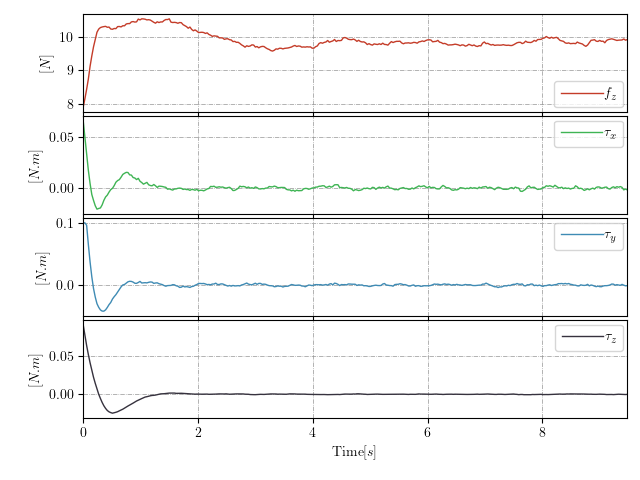 10
9
8
[N]
f_z
0.05
0.00
[N.m]
τ_x
0.1
0.0
[N.m]
τ_y
0.05
0.00
[N.m]
τ_z
0 2 4 6 8
Time[s]